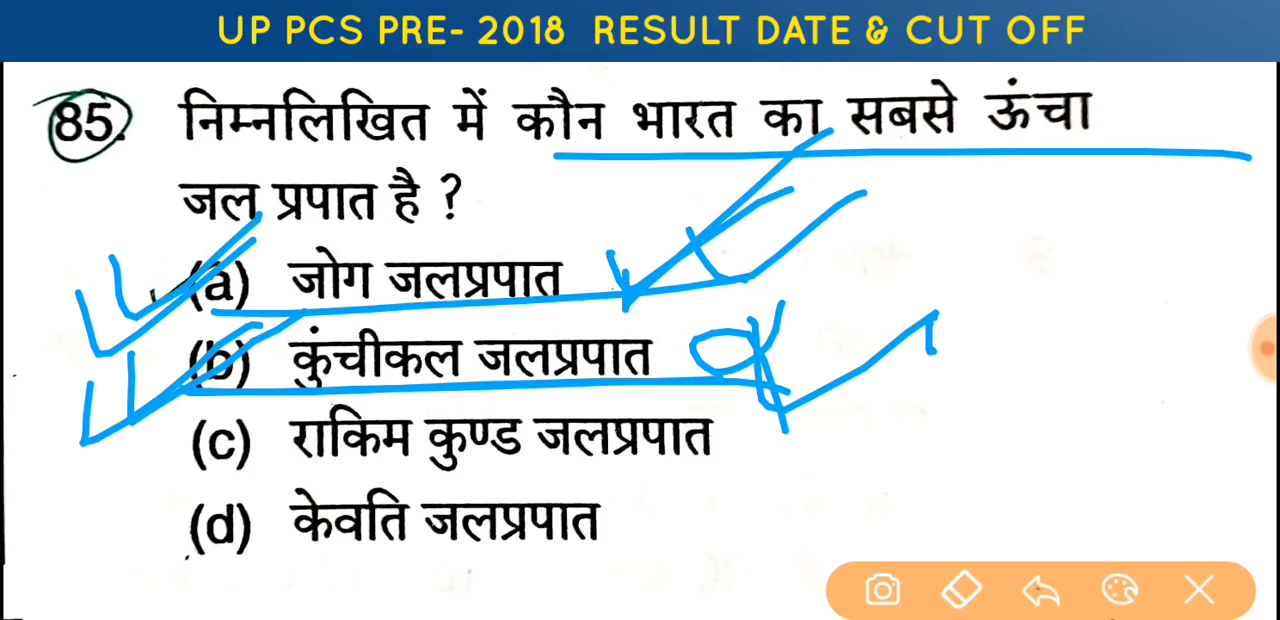 UP PCS PRE- 2018 RESULT DATE & CUT OFF
85. निम्नलिखित में कौन भारत का सबसे ऊंचा
जल प्रपात है ?
(a) जोग जलप्रपात
(b) कुंचीकल जलप्रपात
(c) राकिम कुण्ड जलप्रपात
(d) केवति जलप्रपात